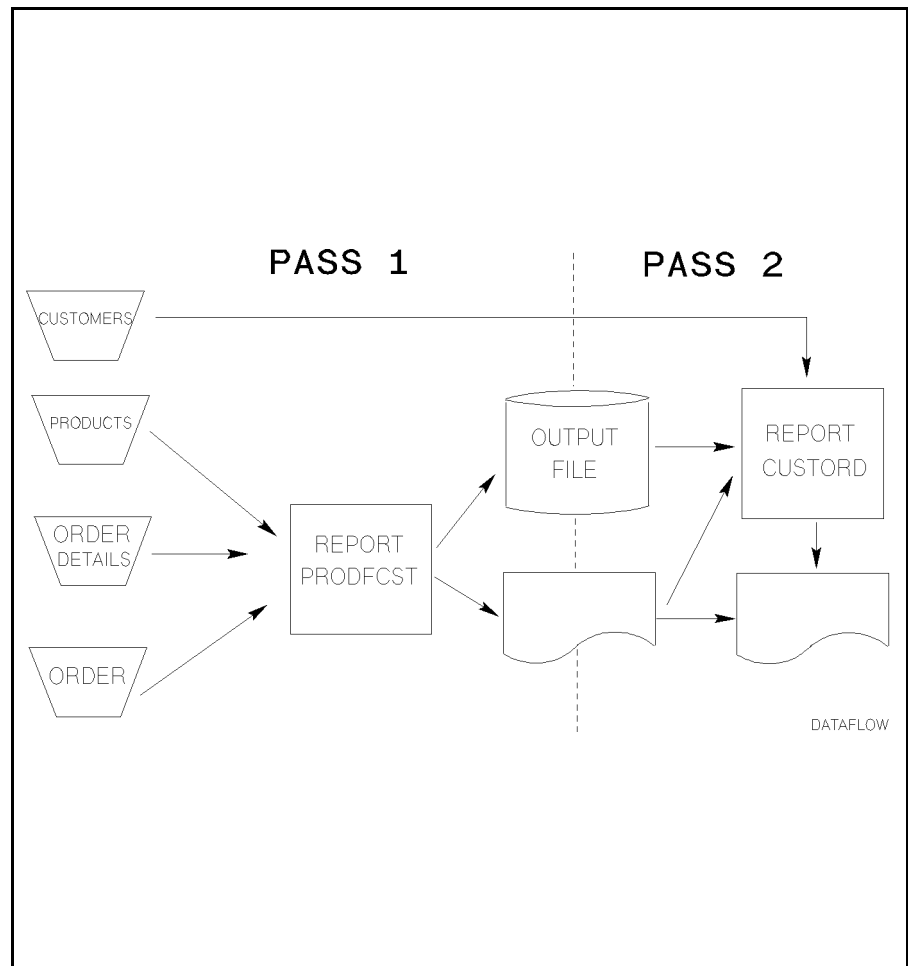 PASS 1
PASS 2
CUSTOMERS
PRODUCTS
ORDER
DETAILS
ORDER
REPORT
PRODFCST
OUTPUT
FILE
REPORT
CUSTORD
DATAFLOW